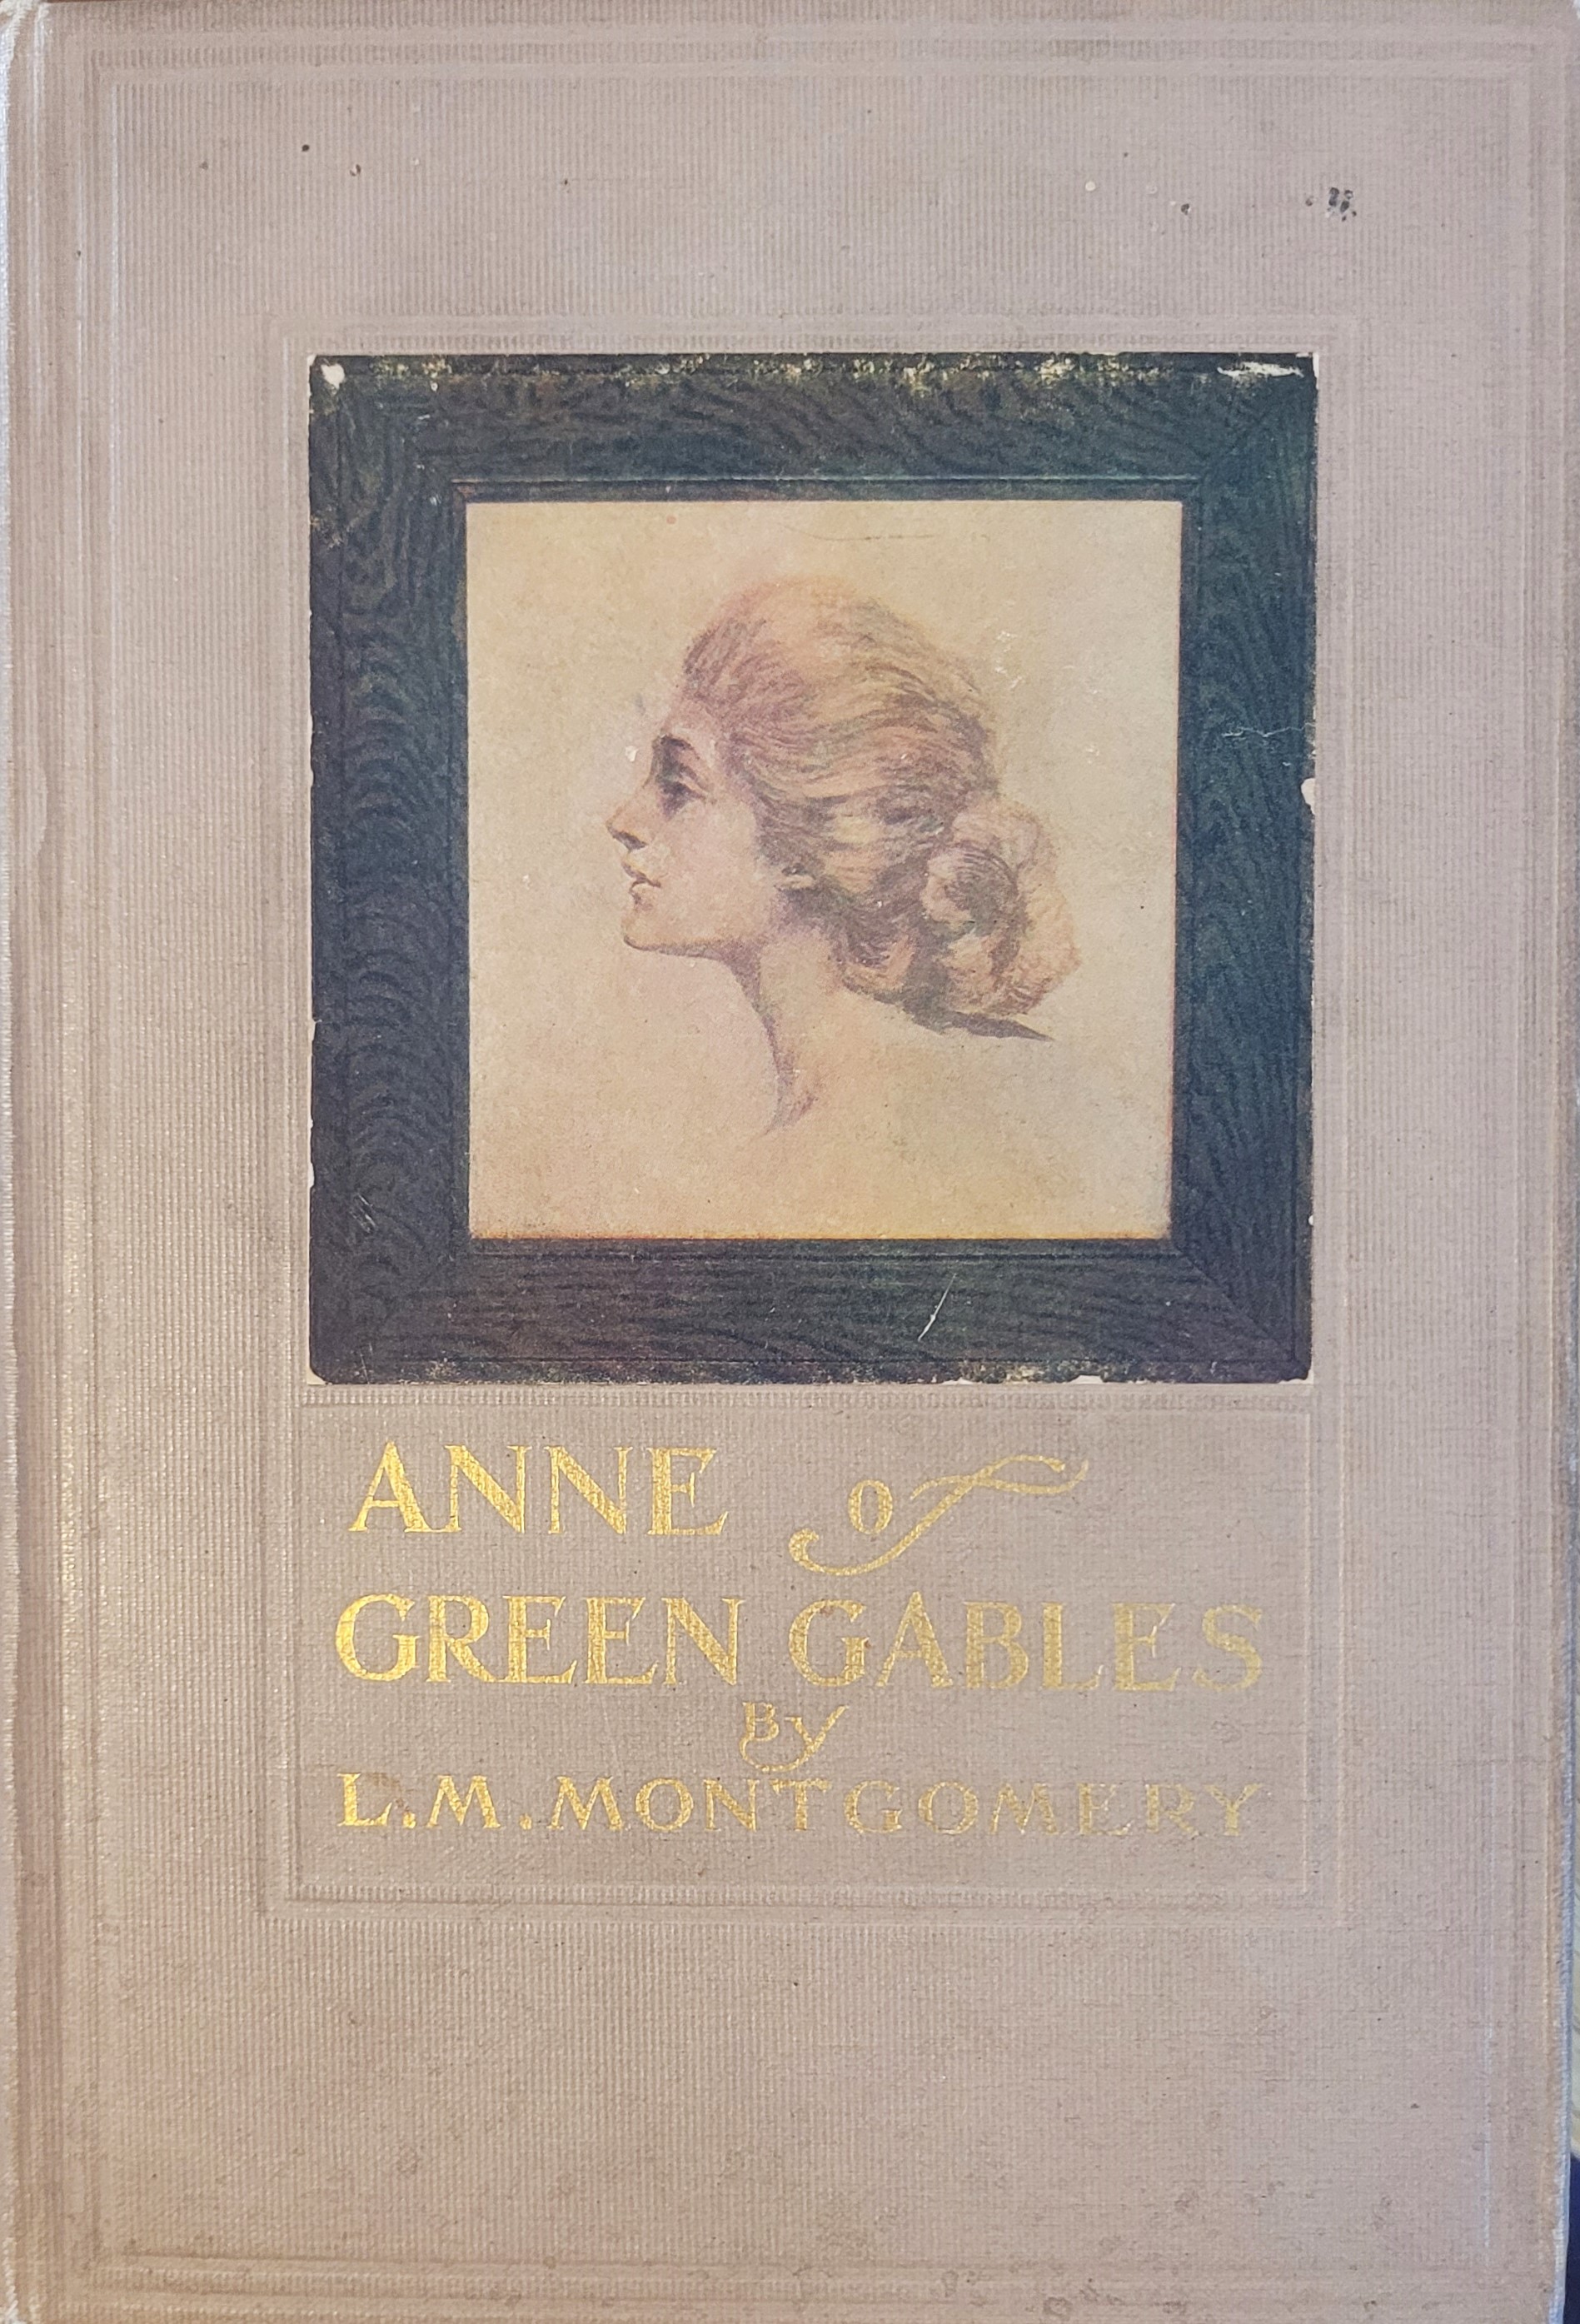 ANNE of
GREEN GABLES
By
L.M. MONTGOMERY